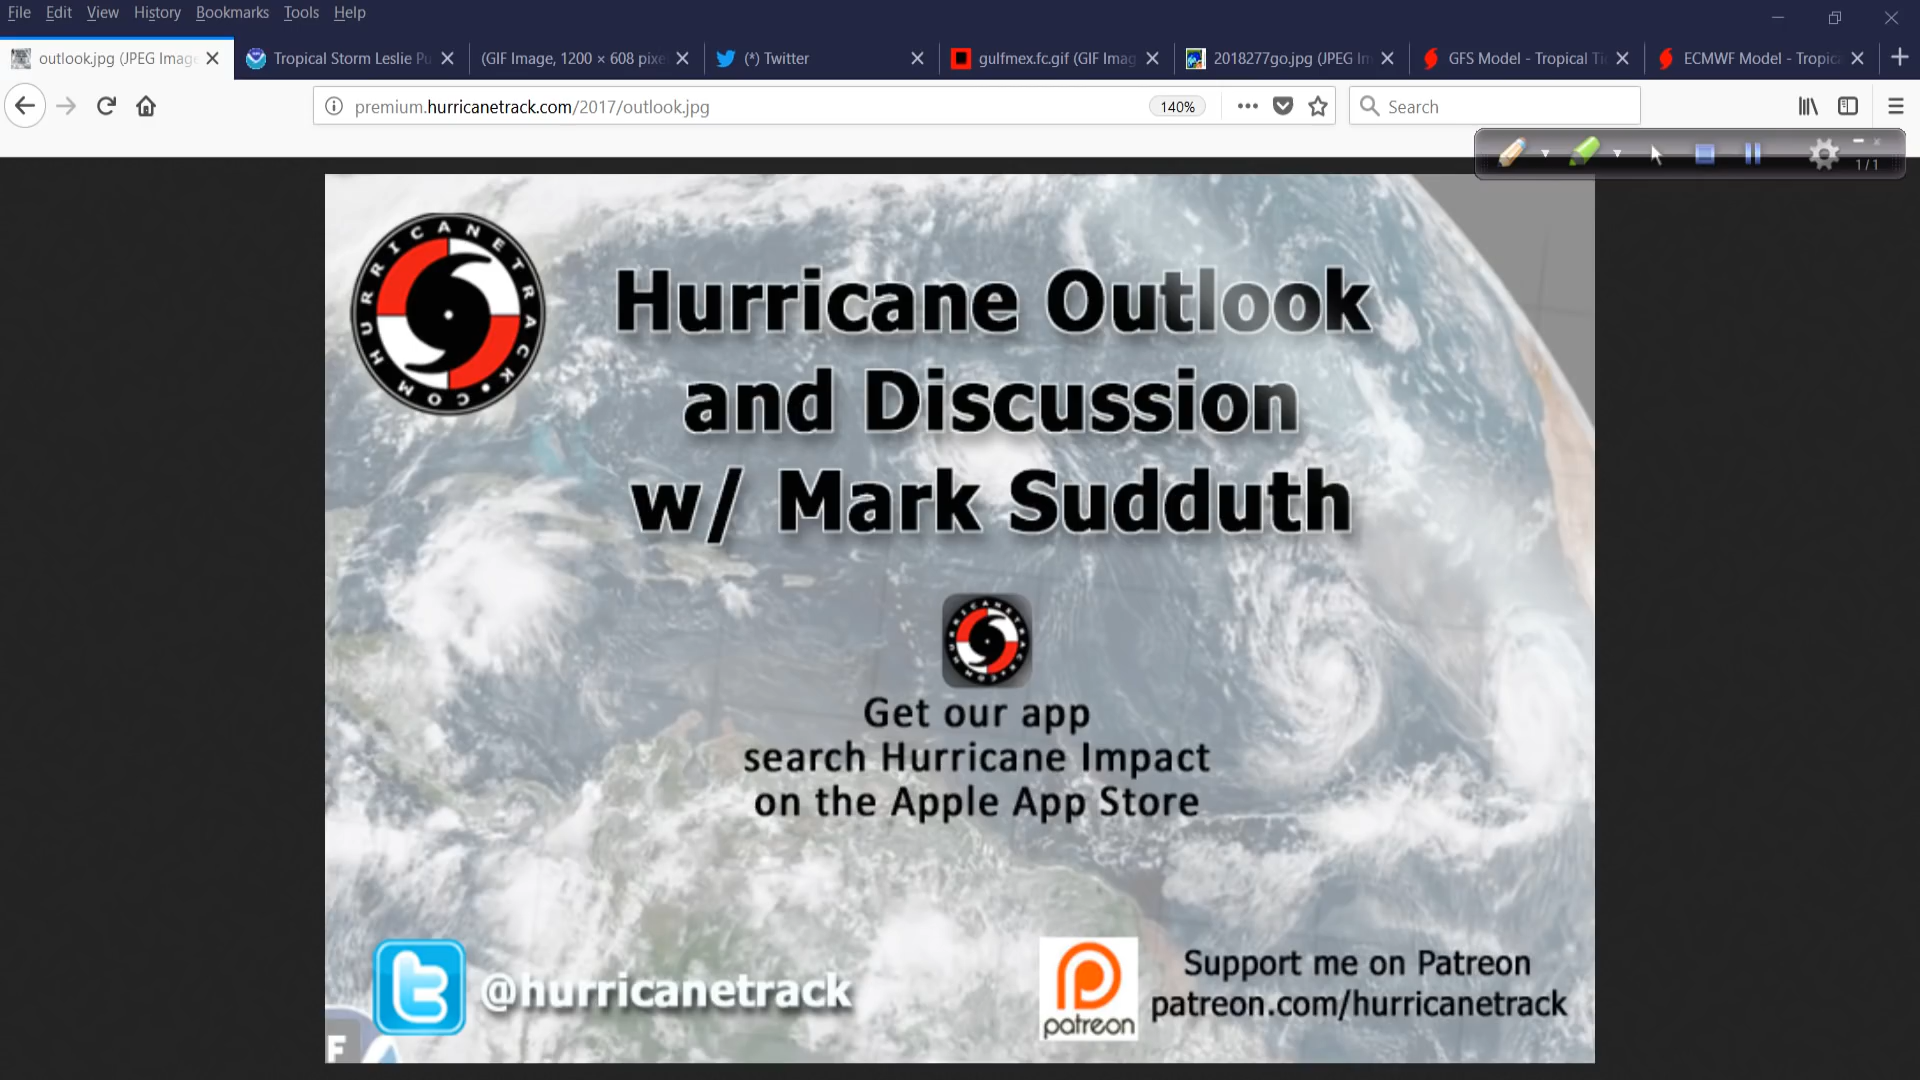 File Edit View History Bookmarks Tools Help
outlook.jpg (JPEG Image
Tropical Storm Leslie Pu
(GIF Image, 1200 × 608 pixe
(*) Twitter
gulfmex.fc.gif (GIF Imag
2018277go.jpg (JPEG Im
GFS Model - Tropical Ti
ECMWF Model - Tropica
premium.hurricanetrack.com/2017/outlook.jpg
140%
Search
1/1
HURRICANETRACK.COM
Hurricane Outlook
and Discussion
w/ Mark Sudduth
HURRICANETRACK.COM
Get our app
search Hurricane Impact
on the Apple App Store
@hurricanetrack
patreon
Support me on Patreon
patreon.com/hurricanetrack
F